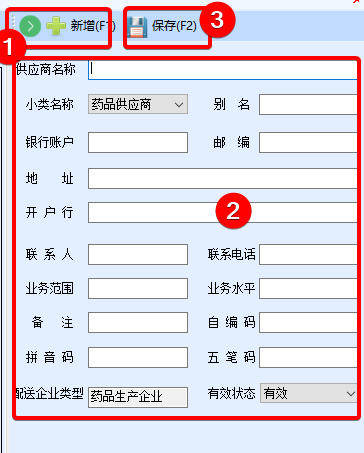 1 新增(F1) 保存(F2) 3
供应商名称
小类名称 药品供应商 别 名
银行账户 邮 编
地 址
开 户 行 2
联 系 人 联系电话
业务范围 业务水平
备 注 自 编 码
拼 音 码 五 笔 码
配送企业类型 药品生产企业 有效状态 有效